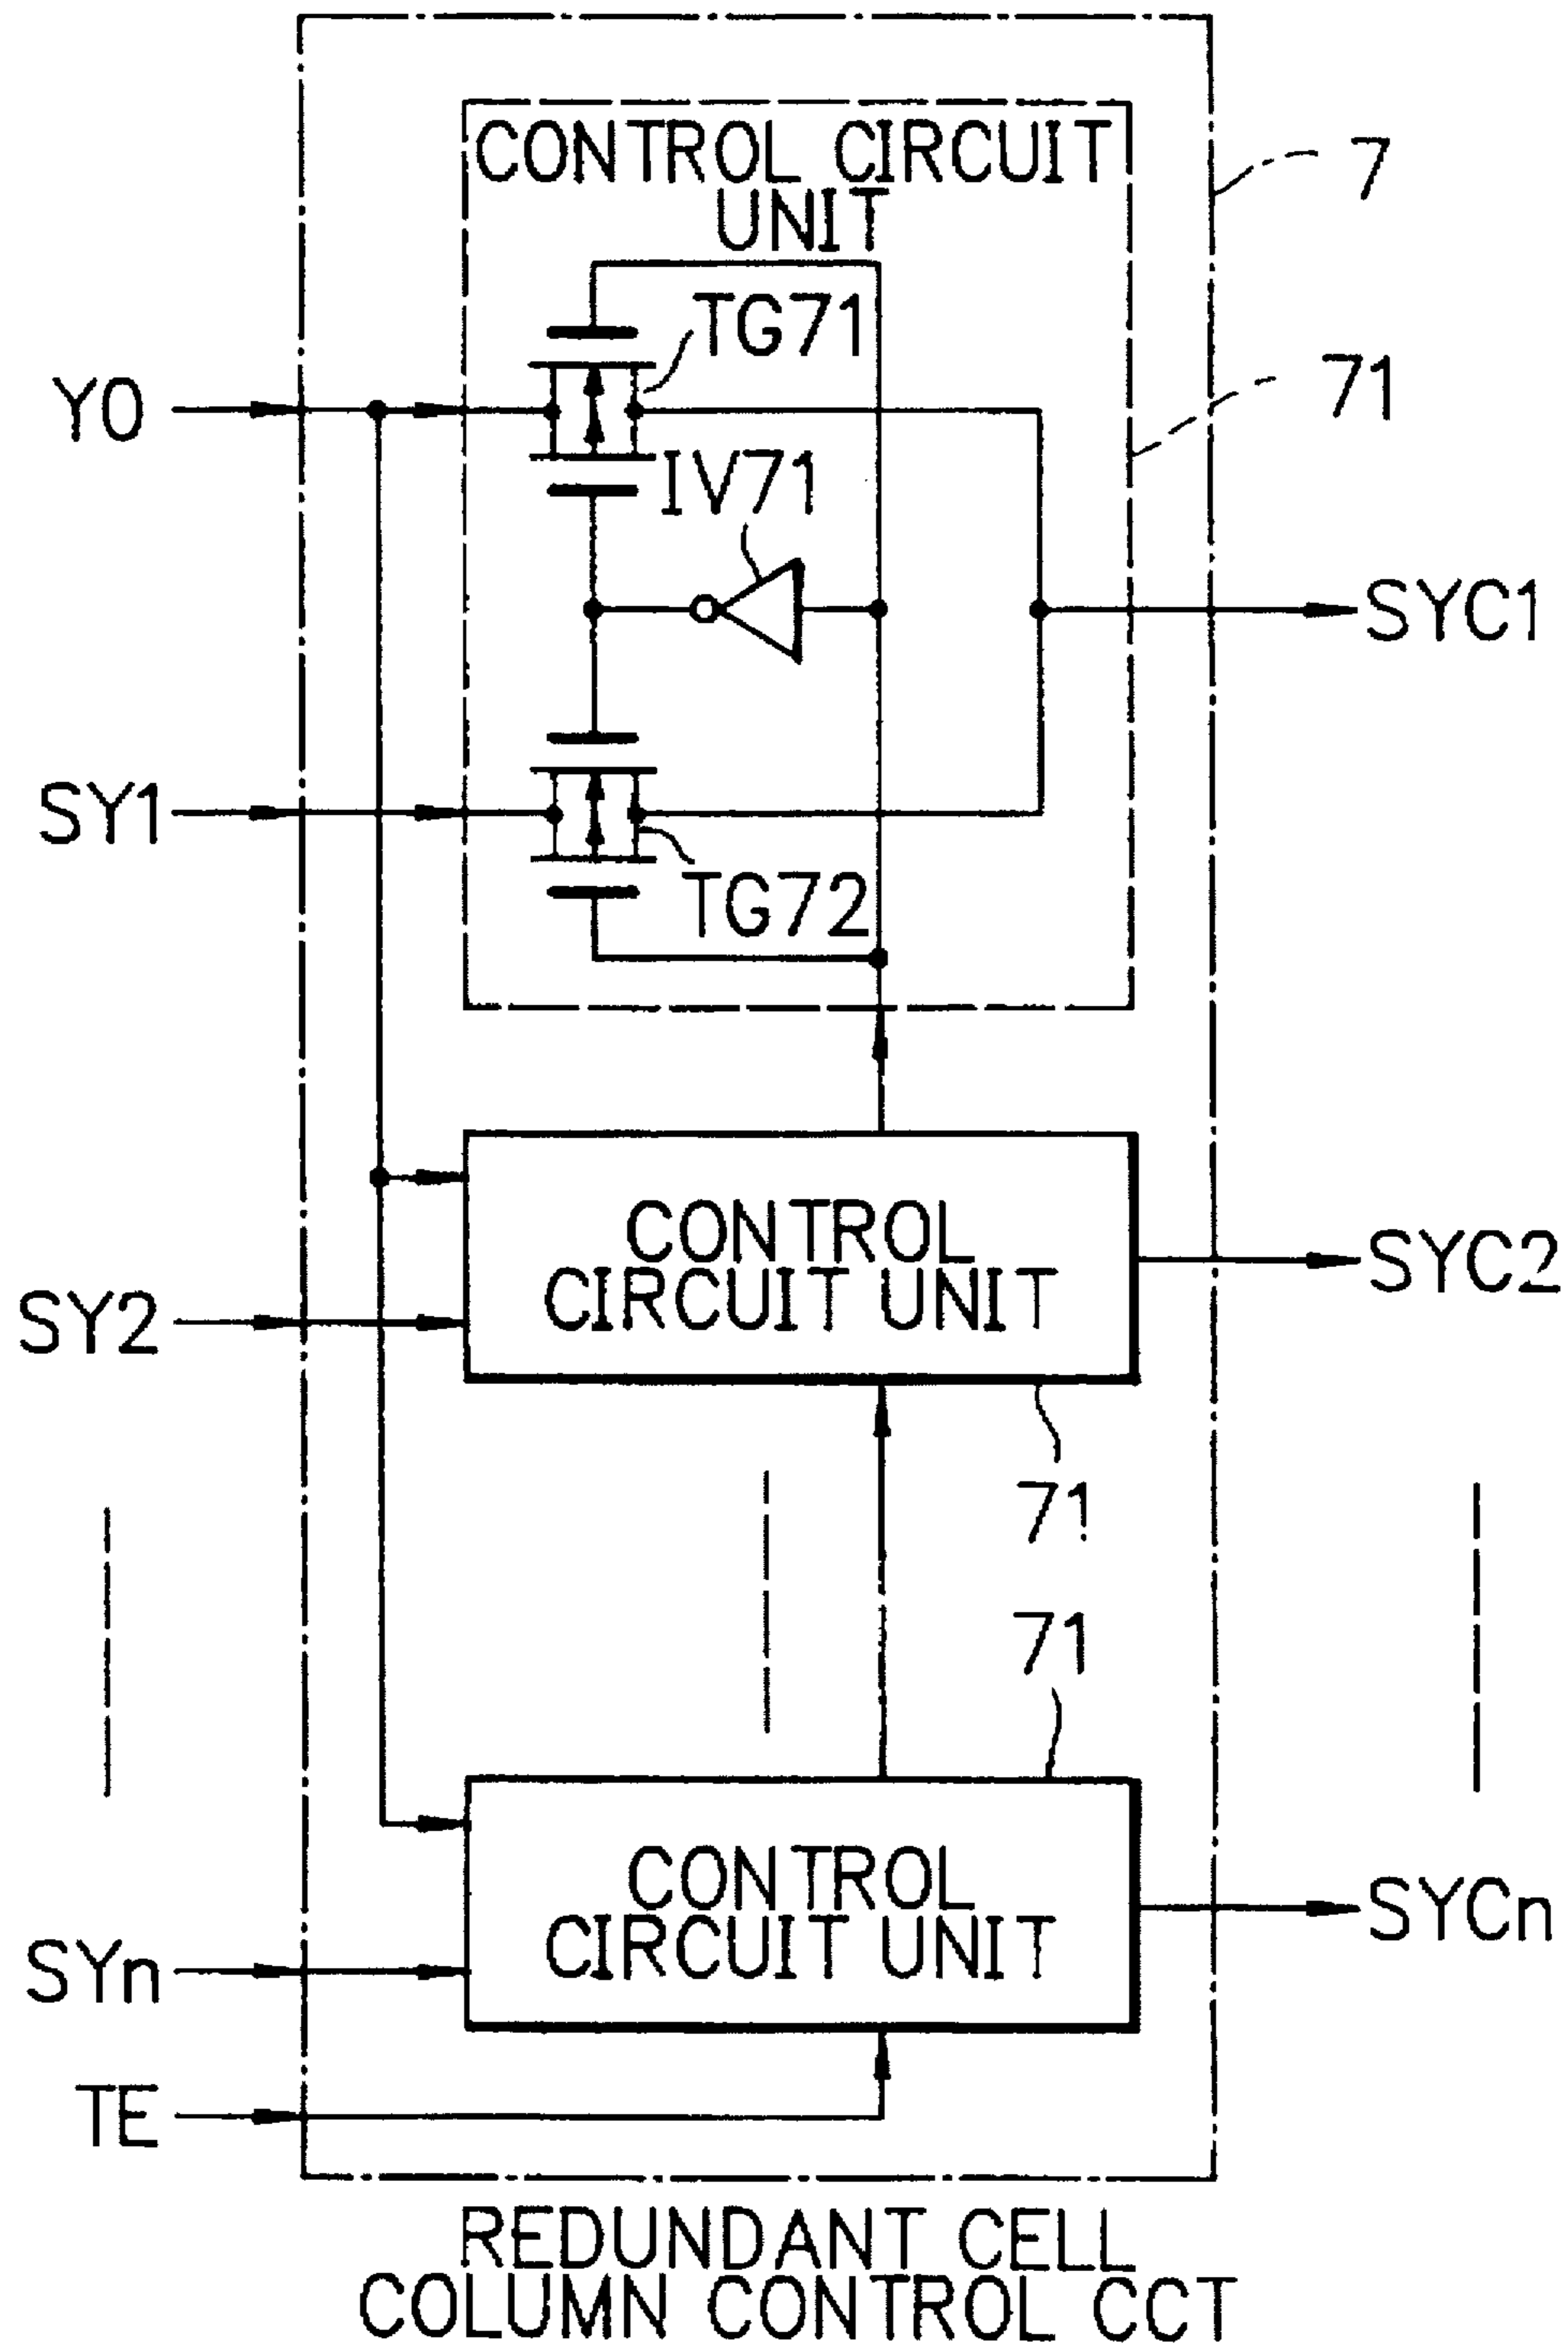 CONTROL CIRCUIT
UNIT
7
TG71
71
Y0
IV71
SYC1
SY1
TG72
CONTROL
CIRCUIT UNIT
SYC2
SY2
71
71
CONTROL
CIRCUIT UNIT
SYCn
SYn
TE
REDUNDANT CELL
COLUMN CONTROL CCT